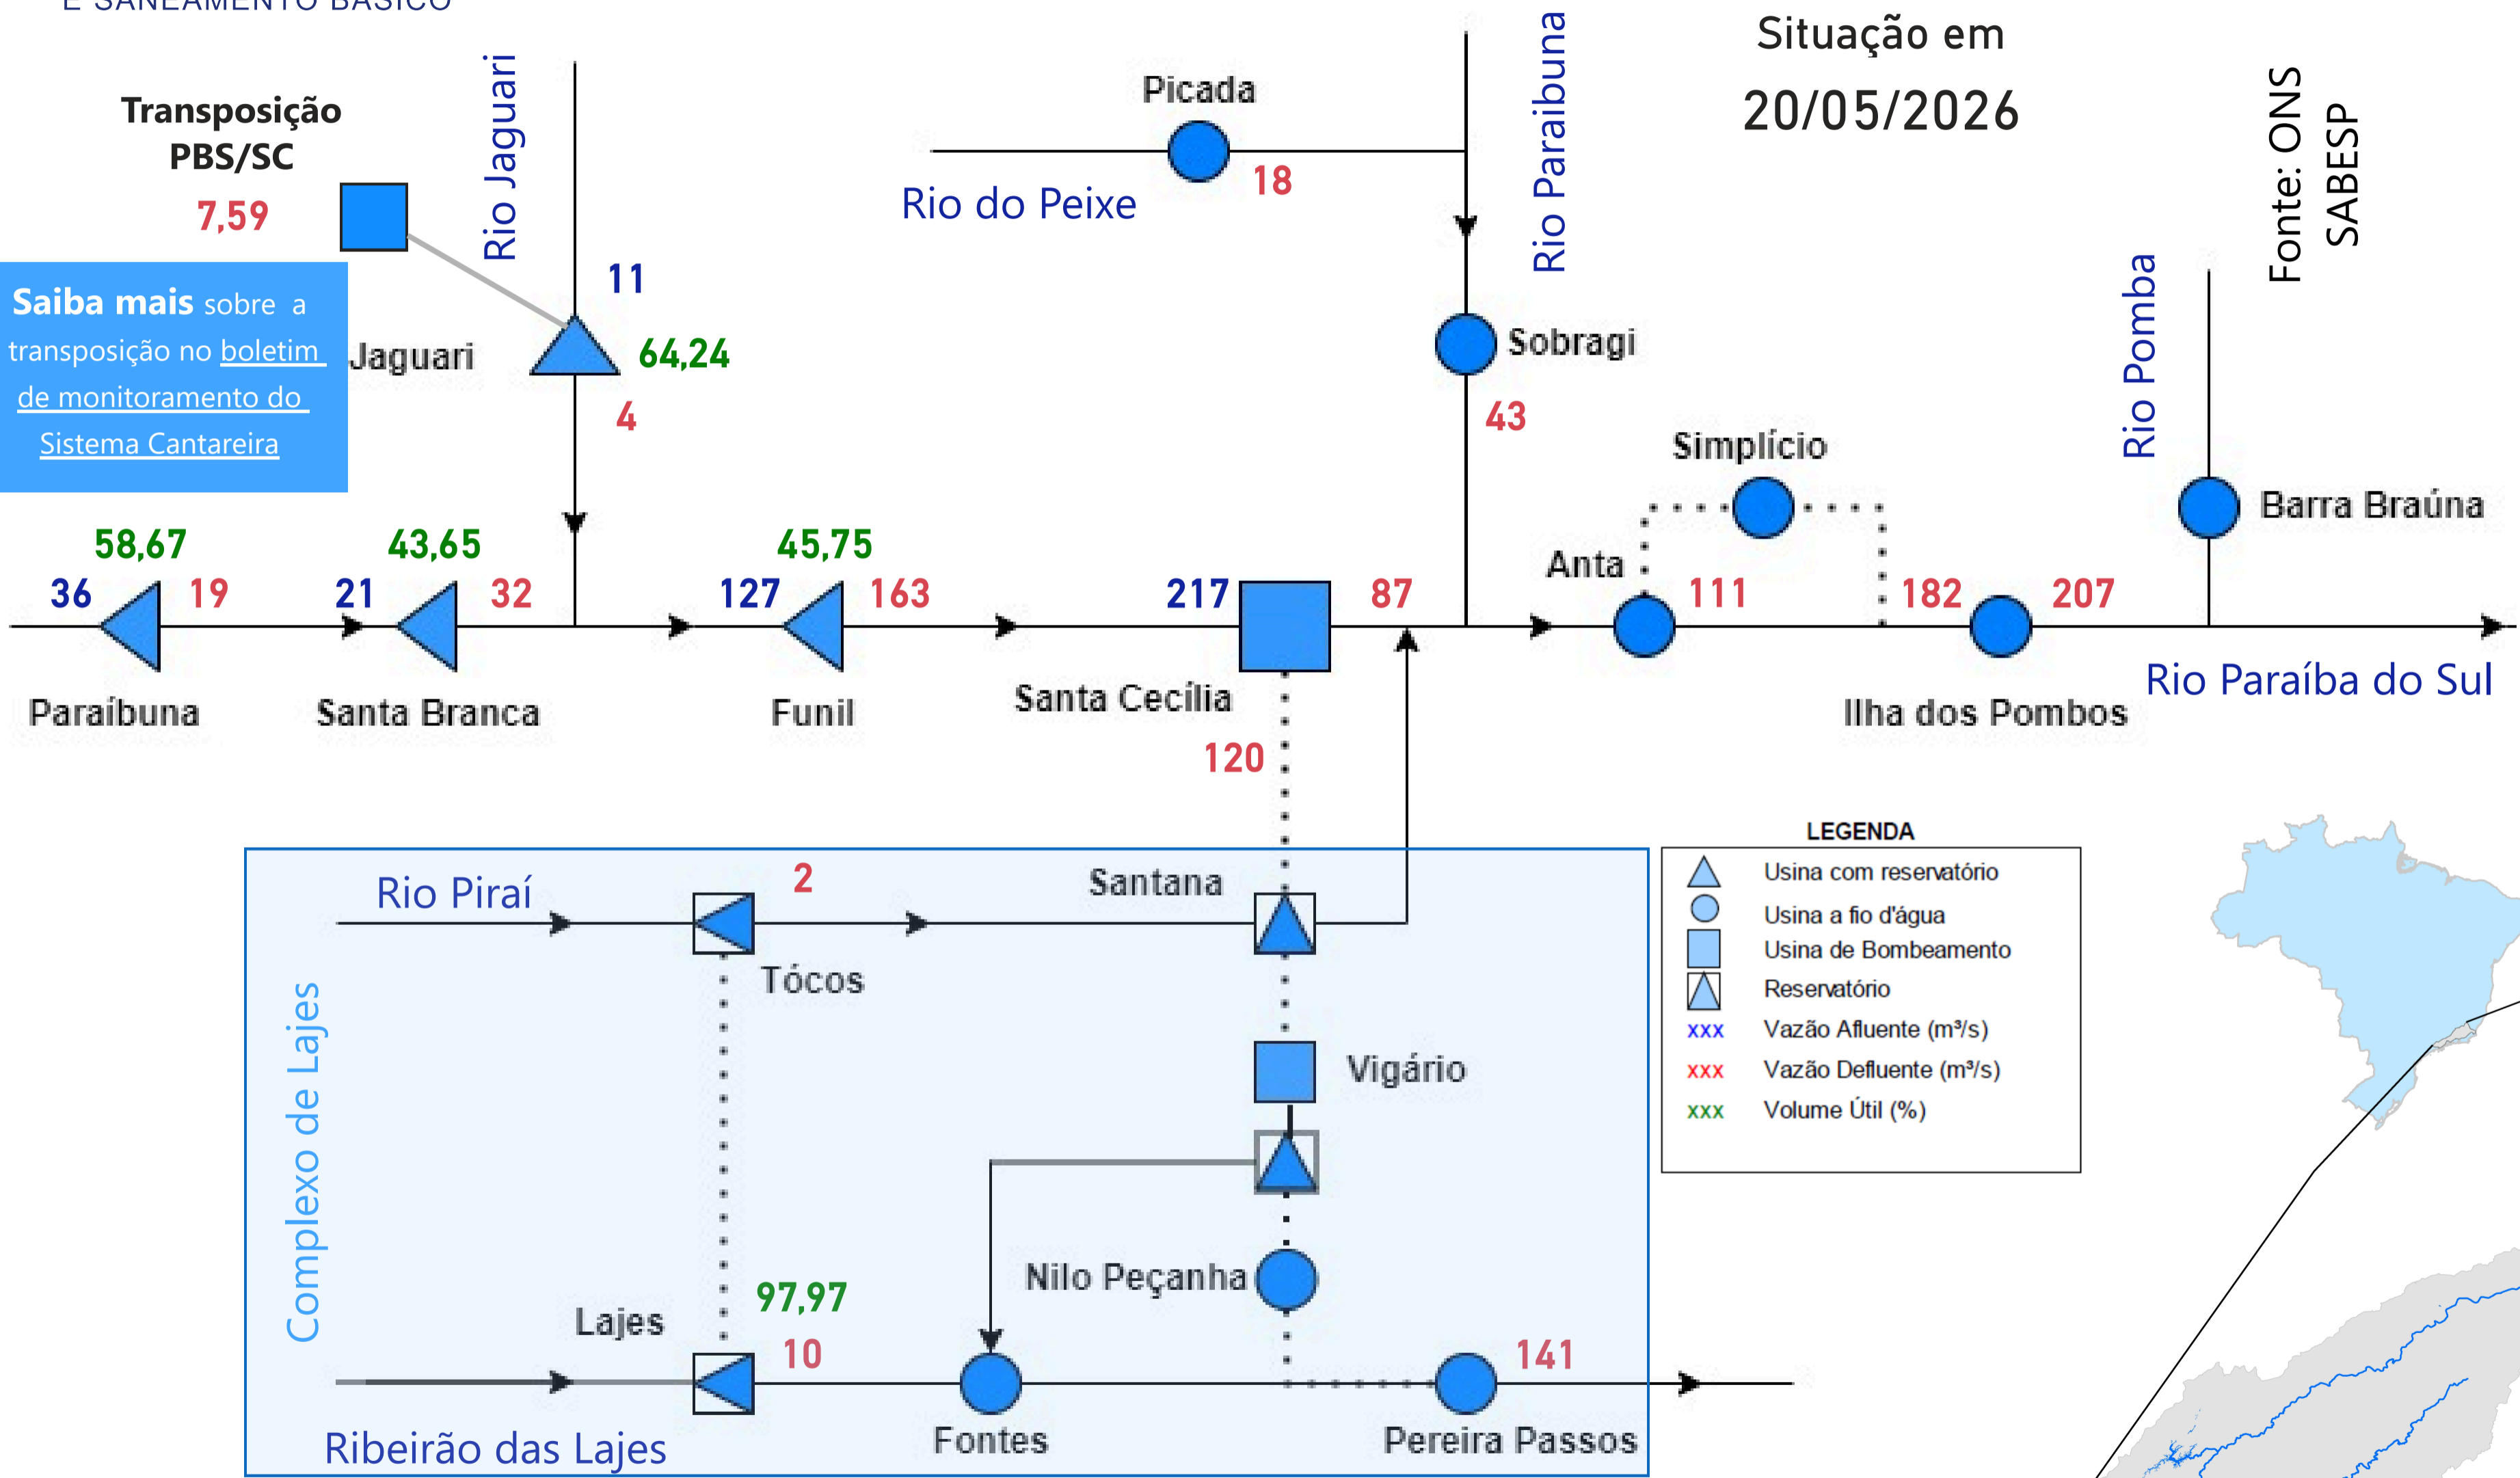 E SANEAMENTO BÁSICO
Situação em
20/05/2026
Fonte: ONS
SABESP
Transposição
PBS/SC
7,59
Rio Jaguari
Picada
18
Rio do Peixe
Rio Paraibuna
Saiba mais sobre a
transposição no boletim
de monitoramento do
Sistema Cantareira
11
Jaguari
64,24
4
Sobragi
43
Simplício
Rio Pomba
Barra Braúna
58,67
43,65
45,75
Anta
36
19
21
32
127
163
217
87
111
182
207
Paraíbuna
Santa Branca
Funil
Santa Cecília
Ilha dos Pombos
Rio Paraíba do Sul
120
Complexo de Lajes
Rio Piraí
2
Santana
Tócos
Vigário
Nilo Peçanha
97,97
Lajes
10
141
Fontes
Pereira Passos
Ribeirão das Lajes
LEGENDA
Usina com reservatório
Usina a fio d'água
Usina de Bombeamento
Reservatório
xxx Vazão Afluente (m³/s)
xxx Vazão Defluente (m³/s)
xxx Volume Útil (%)